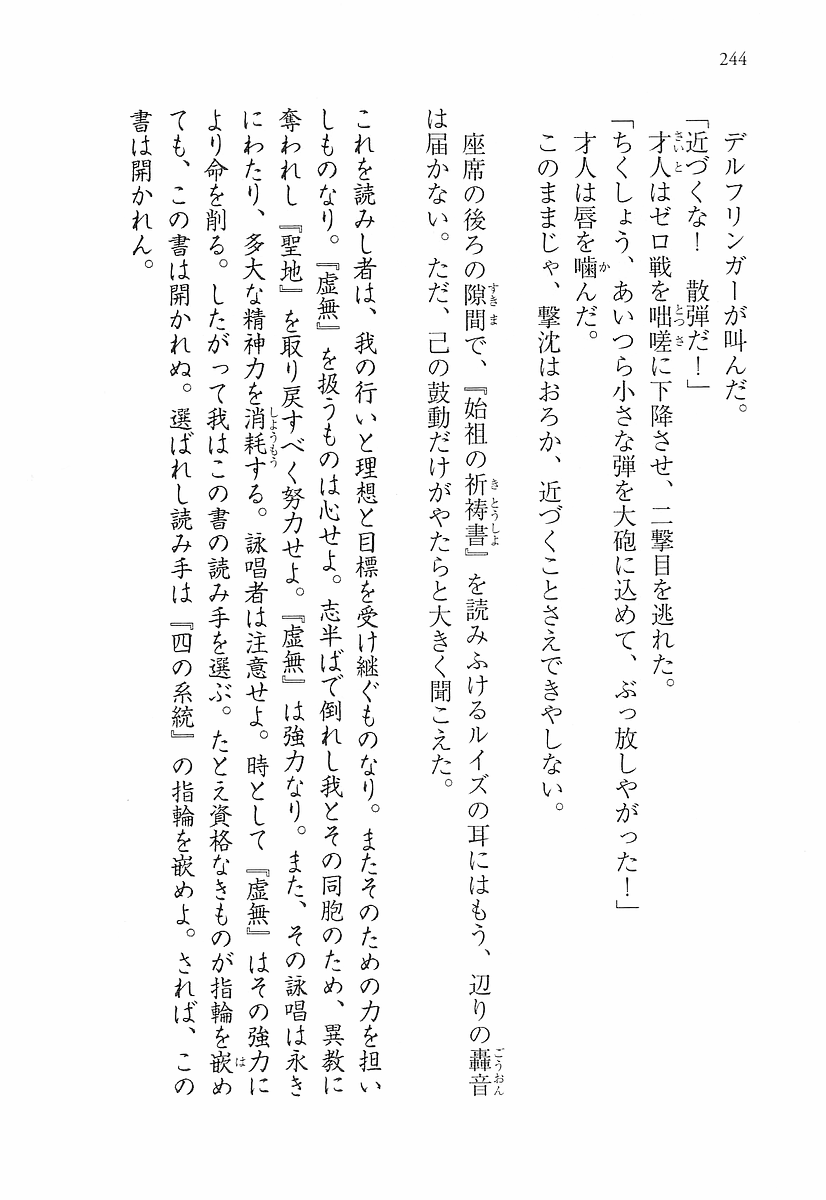 244
デルフリンガーが叫んだ。
「近づくな！　散弾だ！」
才人はゼロ戦を咄嗟に下降させ、二撃目を逃れた。
「ちくしょう、あいつら小さな弾を大砲に込めて、ぶっ放しやがった！」
才人は唇を噛んだ。
このままじゃ、撃沈はおろか、近づくことさえできやしない。
座席の後ろの隙間で、『始祖の祈祷書』を読みふけるルイズの耳にはもう、辺りの轟音
は届かない。ただ、己の鼓動だけがやたらと大きく聞こえた。
これを読みし者は、我の行いと理想と目標を受け継ぐものなり。またそのための力を担い
しものなり。『虚無』を扱うものは心せよ。志半ばで倒れし我とその同胞のため、異教に
奪われし『聖地』を取り戻すべく努力せよ。『虚無』は強力なり。また、その詠唱は永き
にわたり、多大な精神力を消耗する。詠唱者は注意せよ。時として『虚無』はその強力に
より命を削る。したがって我はこの書の読み手を選ぶ。たとえ資格なきものが指輪を嵌め
ても、この書は開かれぬ。選ばれし読み手は『四の系統』の指輪を嵌めよ。されば、この
書は開かれん。